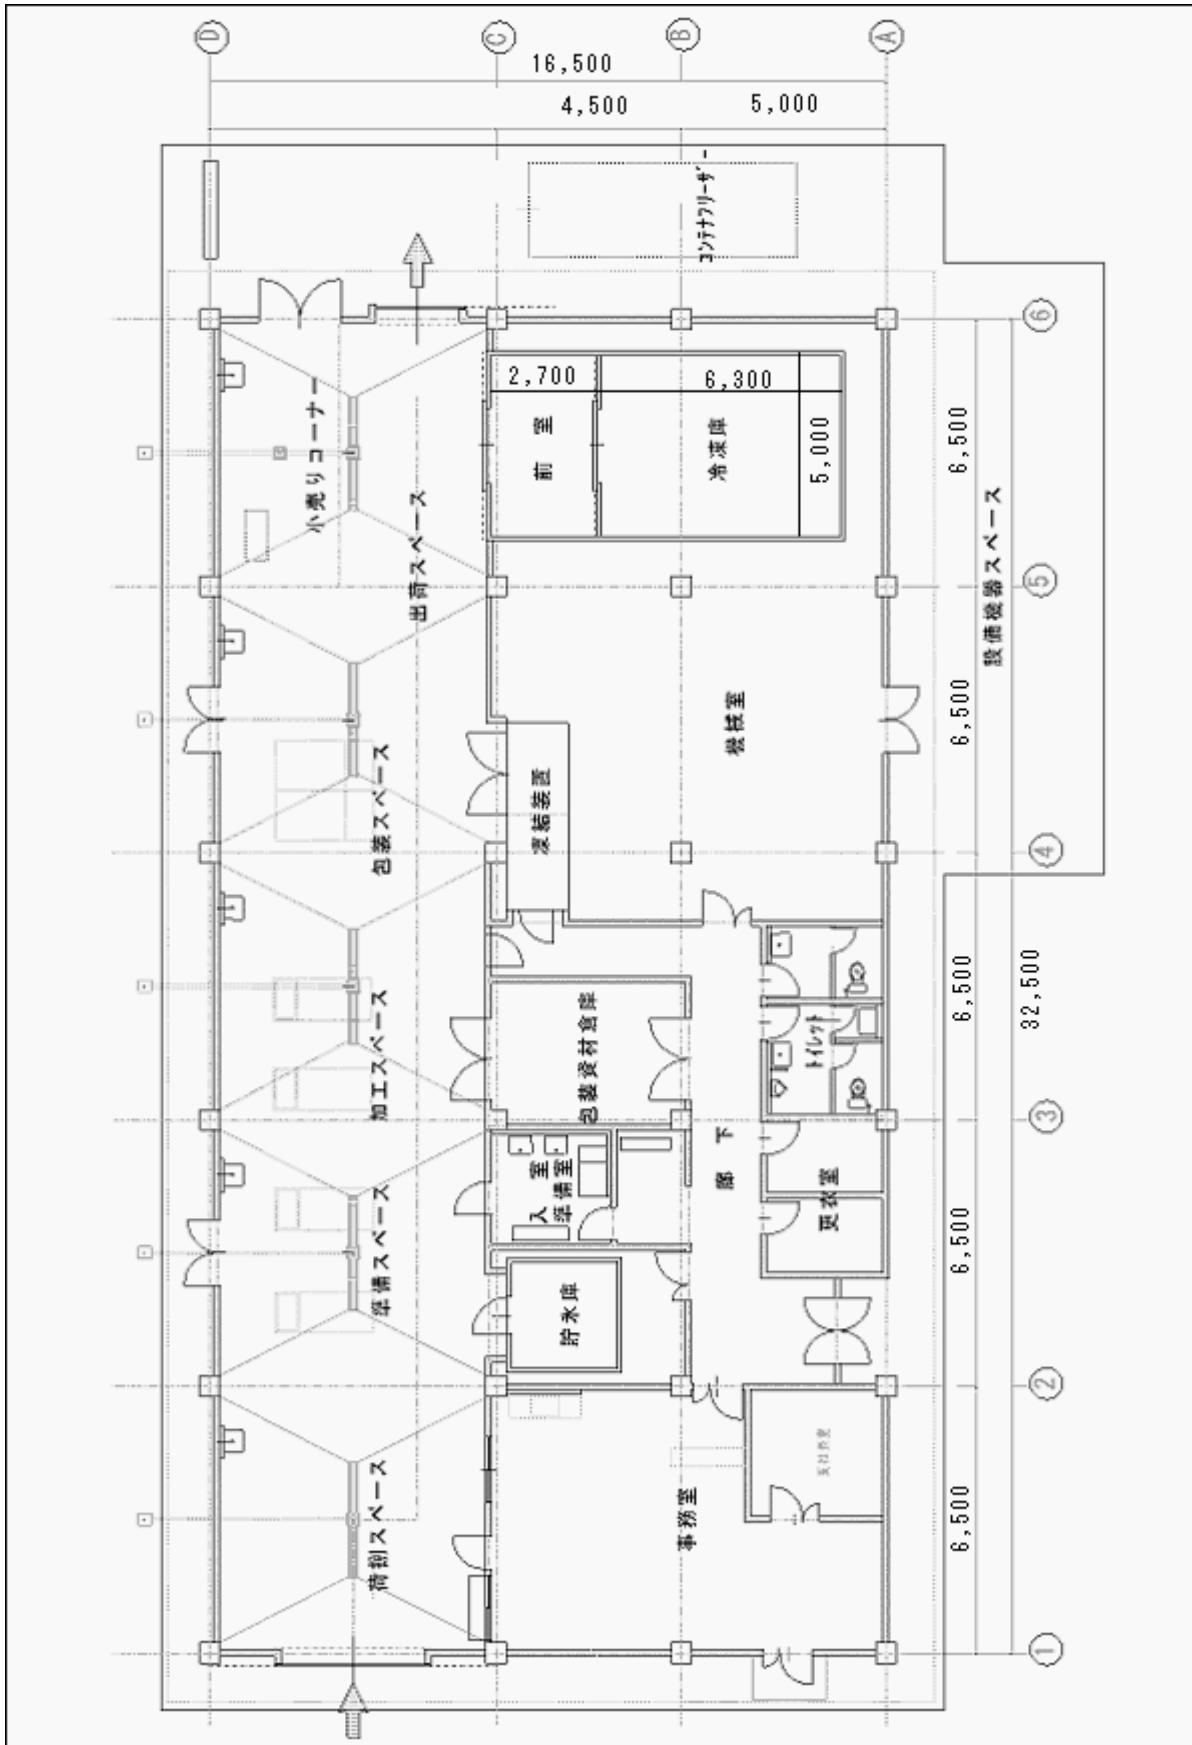 D
C
B
A
16,500
4,500
5,000
コンテナフリーザー
6
2,700
6,300
5,000
前室
冷凍庫
小売りコーナー
出荷スペース
6,500
設備機器スペース
5
機械室
6,500
包装スペース
凍結装置
4
加工スペース
包装資材倉庫
トイレット
6,500
32,500
3
準備スペース
入室
準備室
廊下
更衣室
6,500
貯氷庫
2
荷捌スペース
事務室
6,500
1